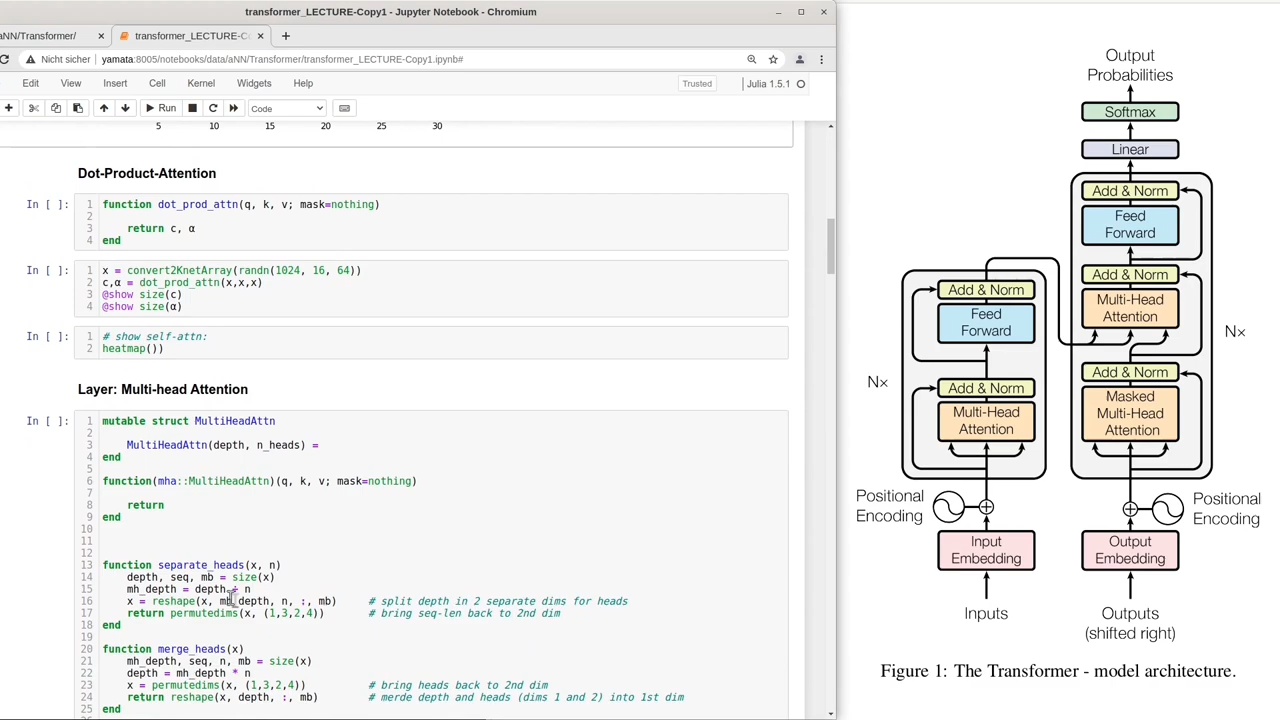 transformer_LECTURE-Copy1 - Jupyter Notebook - Chromium
aNN/Transformer/
transformer_LECTURE-C
Nicht sicher
yamata:8005/notebooks/data/aNN/Transformer/transformer_LECTURE-Copy1.ipynb#
Edit View Insert Cell Kernel Widgets Help
Trusted
Julia 1.5.1
Run
Code
5 10 15 20 25 30
Dot-Product-Attention
In [ ]:
1 function dot_prod_attn(q, k, v; mask=nothing)
2
3 return c, α
4 end
In [ ]:
1 x = convert2KnetArray(randn(1024, 16, 64))
2 c,α = dot_prod_attn(x,x,x)
3 @show size(c)
4 @show size(α)
In [ ]:
1 # show self-attn:
2 heatmap())
Layer: Multi-head Attention
In [ ]:
1 mutable struct MultiHeadAttn
2
3 MultiHeadAttn(depth, n_heads) =
4 end
5
6 function(mha::MultiHeadAttn)(q, k, v; mask=nothing)
7
8 return
9 end
10
11
12
13 function separate_heads(x, n)
14 depth, seq, mb = size(x)
15 mh_depth = depth n
16 x = reshape(x, mh_depth, n, :, mb) # split depth in 2 separate dims for heads
17 return permutedims(x, (1,3,2,4)) # bring seq-len back to 2nd dim
18 end
19
20 function merge_heads(x)
21 mh_depth, seq, n, mb = size(x)
22 depth = mh_depth * n
23 x = permutedims(x, (1,3,2,4)) # bring heads back to 2nd dim
24 return reshape(x, depth, :, mb) # merde depth and heads (dims 1 and 2) into 1st dim
25 end
Output
Probabilities
Softmax
Linear
Add & Norm
Feed
Forward
Add & Norm
Multi-Head
Attention
Add & Norm
Masked
Multi-Head
Attention
N×
Add & Norm
Feed
Forward
Add & Norm
Multi-Head
Attention
N×
Positional
Encoding
Positional
Encoding
Input
Embedding
Output
Embedding
Inputs
Outputs
(shifted right)
Figure 1: The Transformer - model architecture.